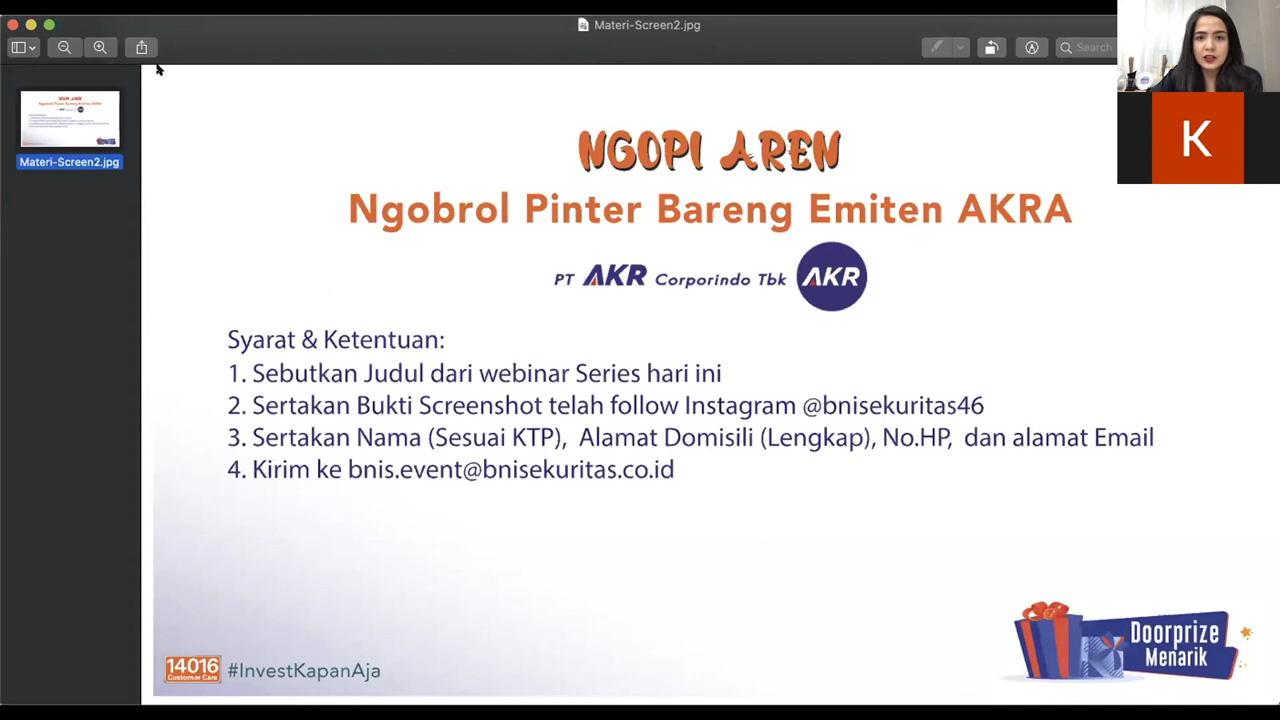 Materi-Screen2.jpg
Search
K
Materi-Screen2.jpg
NGOPI AREN
Ngobrol Pinter Bareng Emiten AKRA
PT AKR Corporindo Tbk AKR
Syarat & Ketentuan:
1. Sebutkan Judul dari webinar Series hari ini
2. Sertakan Bukti Screenshot telah follow Instagram @bnisekuritas46
3. Sertakan Nama (Sesuai KTP), Alamat Domisili (Lengkap), No.HP, dan alamat Email
4. Kirim ke bnis.event@bnisekuritas.co.id
Doorprize
Menarik
14016
Customer Care
#InvestKapanAja